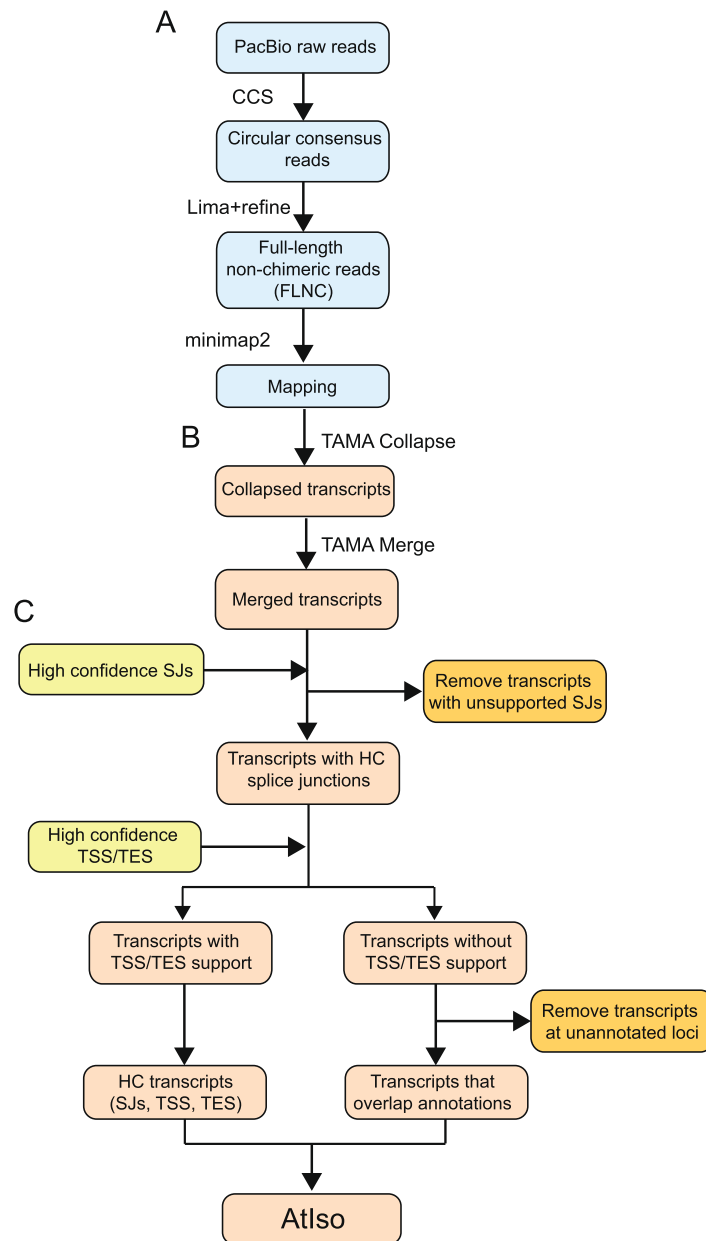 A
PacBio raw reads
CCS
Circular consensus
reads
Lima+refine
Full-length
non-chimeric reads
(FLNC)
minimap2
Mapping
B
TAMA Collapse
Collapsed transcripts
TAMA Merge
Merged transcripts
C
High confidence SJs
Remove transcripts
with unsupported SJs
Transcripts with HC
splice junctions
High confidence
TSS/TES
Transcripts with
TSS/TES support
Transcripts without
TSS/TES support
Remove transcripts
at unannotated loci
HC transcripts
(SJs, TSS, TES)
Transcripts that
overlap annotations
AtIso